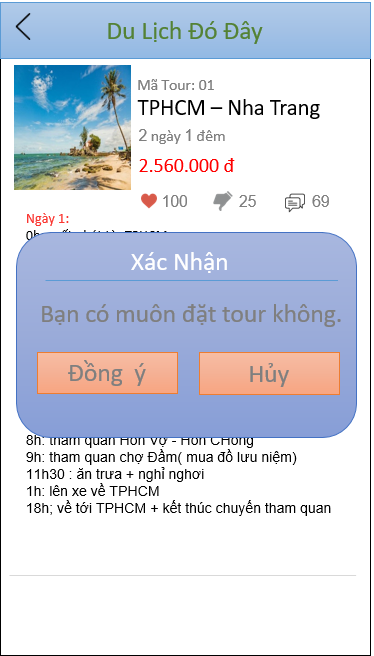 Du Lịch Đó Đây
Mã Tour: 01
TPHCM – Nha Trang
2 ngày 1 đêm
2.560.000 đ
100 25 69
Ngày 1:
Xác Nhận
Bạn có muôn đặt tour không.
Đồng ý Hủy
8h: tham quan Hòn Vợ - Hòn CHồng
9h: tham quan chợ Đầm( mua đồ lưu niệm)
11h30 : ăn trưa + nghỉ nghơi
1h: lên xe về TPHCM
18h; về tới TPHCM + kết thúc chuyến tham quan